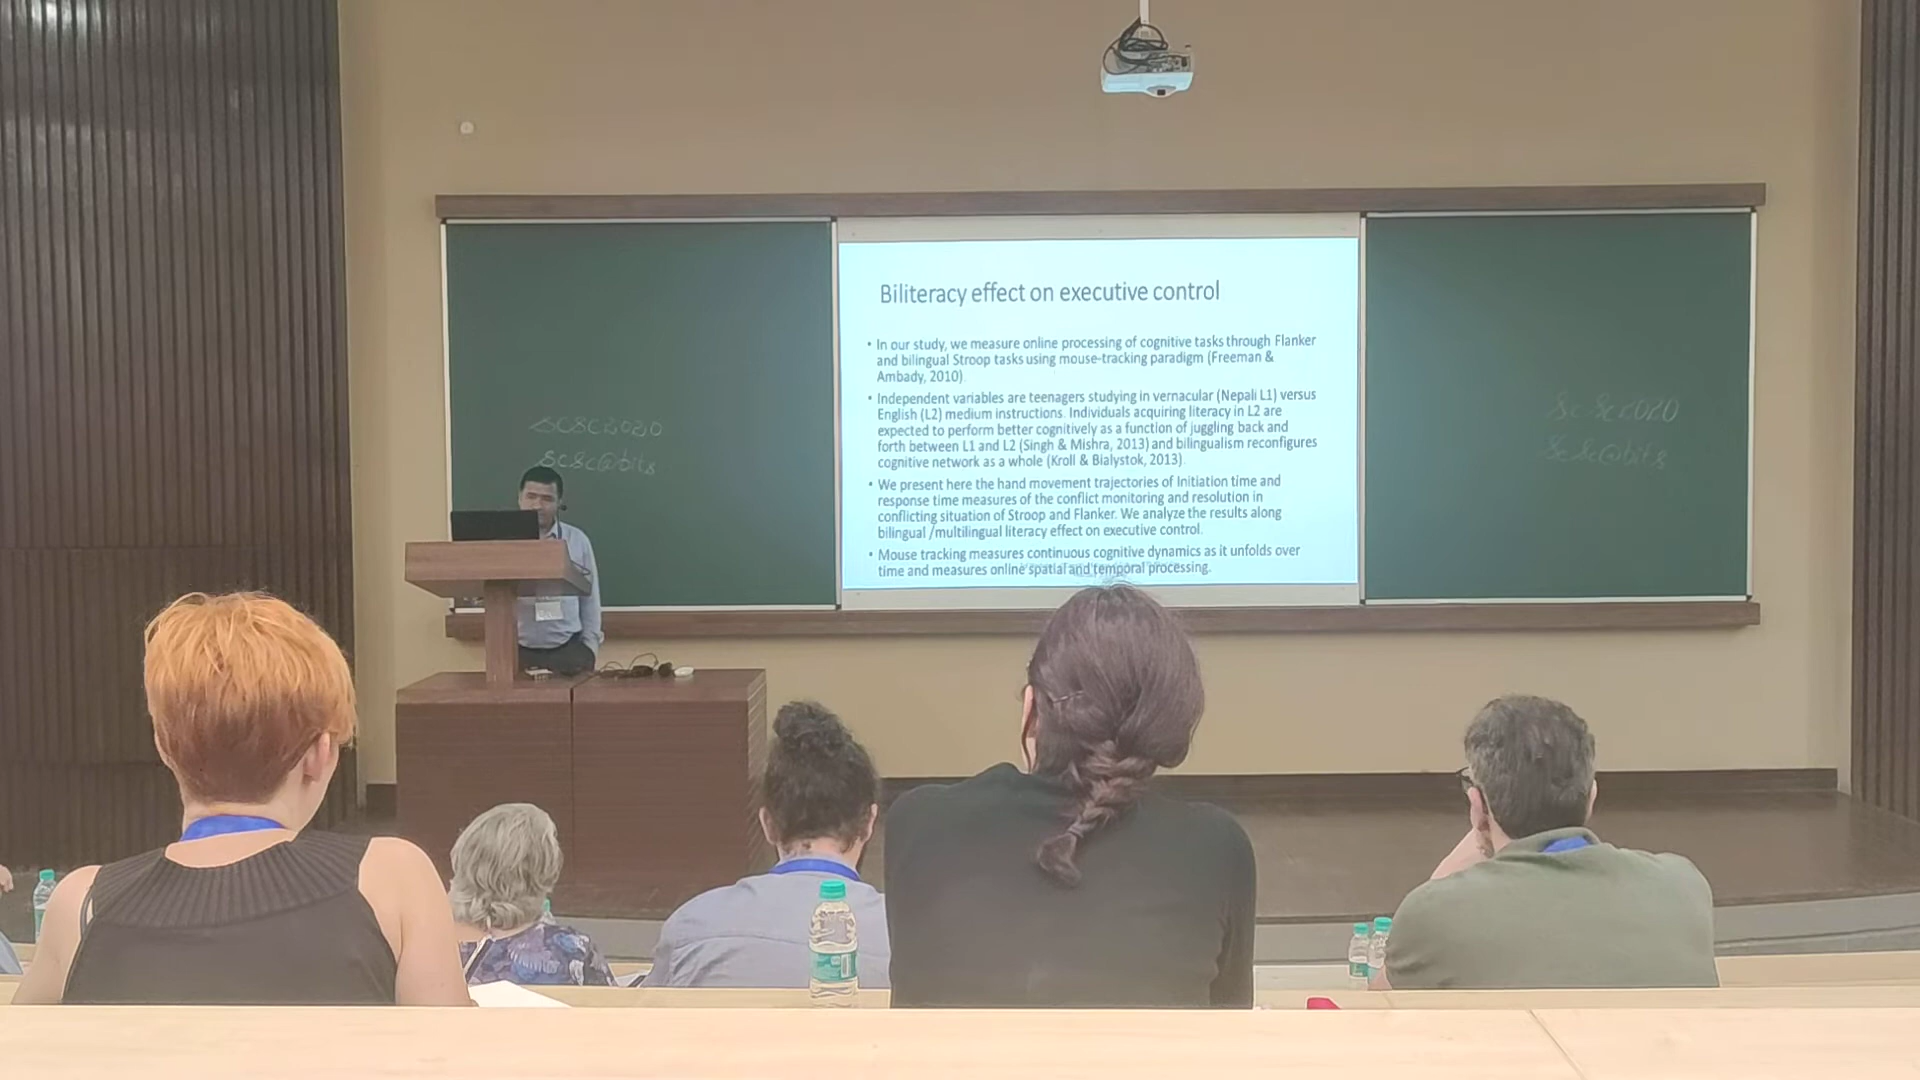 Biliteracy effect on executive control
• In our study, we measure online processing of cognitive tasks through Flanker
and bilingual Stroop tasks using mouse-tracking paradigm (Freeman &
Ambady, 2010)
• Independent variables are teenagers studying in vernacular (Nepali L1) versus
English (L2) medium instructions. Individuals acquiring literacy in L2 are
expected to perform better cognitively as a function of juggling back and
forth between L1 and L2 (Singh & Mishra, 2013) and bilingualism reconfigures
cognitive network as a whole (Kroll & Bialystok, 2013).
• We present here the hand movement trajectories of Initiation time and
response time measures of the conflict monitoring and resolution in
conflicting situation of Stroop and Flanker. We analyze the results along
bilingual /multilingual literacy effect on executive control.
• Mouse tracking measures continuous cognitive dynamics as it unfolds over
time and measures online spatial and temporal processing.
SCSC2020
ScSc@bits
ScSc2020
ScSc@bits